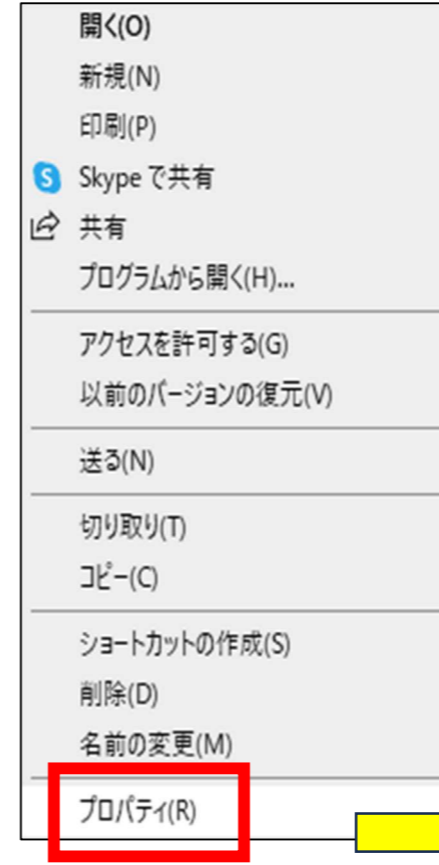 開く(O)
新規(N)
印刷(P)
Skype で共有
共有
プログラムから開く(H)...
アクセスを許可する(G)
以前のバージョンの復元(V)
送る(N)
切り取り(T)
コピー(C)
ショートカットの作成(S)
削除(D)
名前の変更(M)
プロパティ(R)